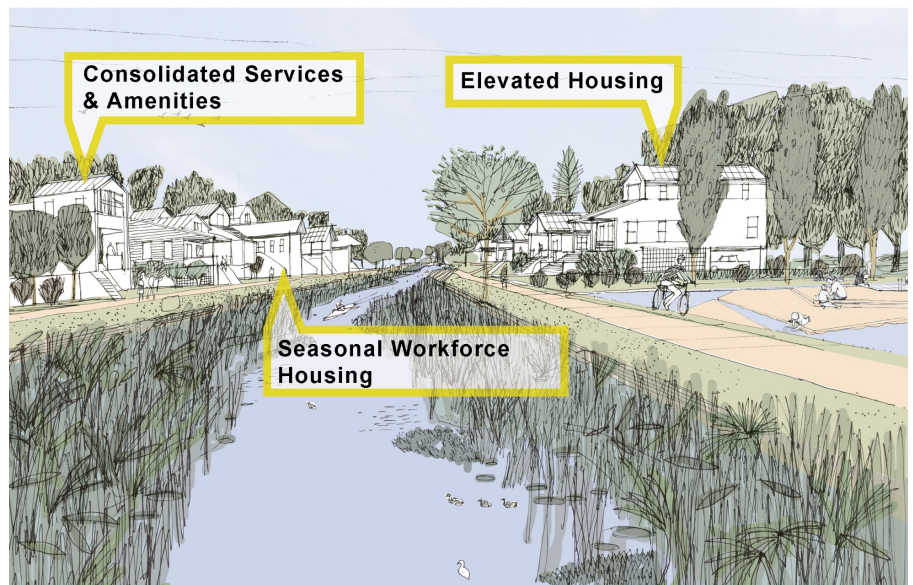 Consolidated Services
& Amenities
Elevated Housing
Seasonal Workforce
Housing